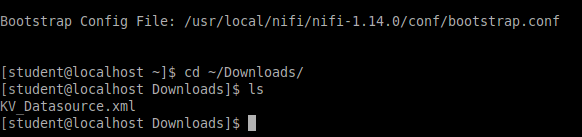 Bootstrap Config File: /usr/local/nifi/nifi-1.14.0/conf/bootstrap.conf
[student@localhost ~]$ cd ~/Downloads/
[student@localhost Downloads]$ ls
KV_Datasource.xml
[student@localhost Downloads]$